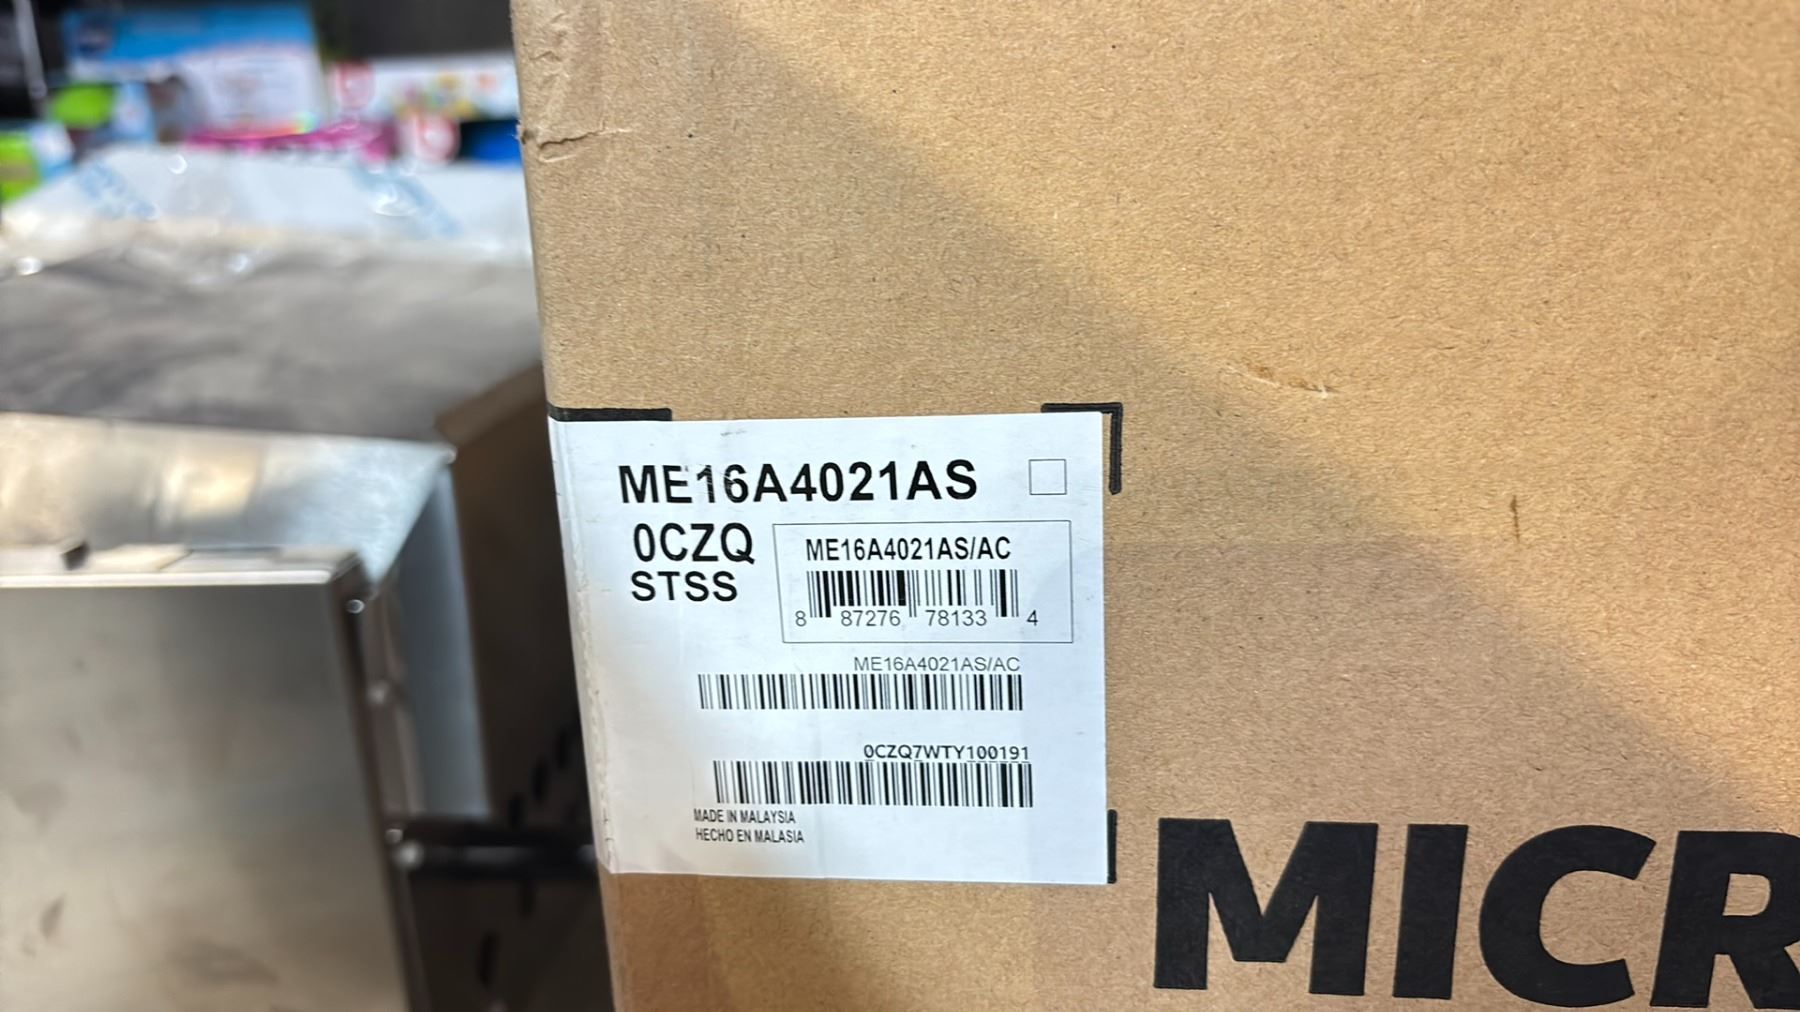 ME16A4021AS
0CZQ
STSS
ME16A4021AS/AC
8 87276 78133 4
ME16A4021AS/AC
0CZQ7WTY100191
MADE IN MALAYSIA
HECHO EN MALASIA
MICR